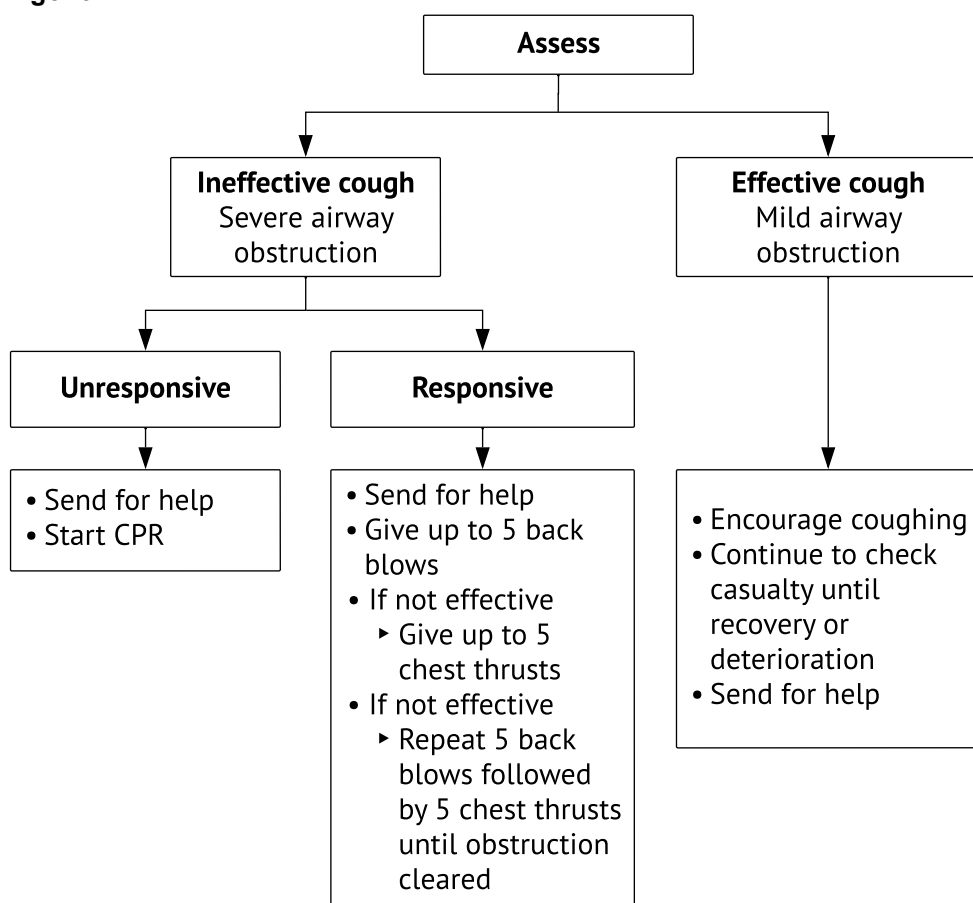 Assess
Ineffective cough
Severe airway
obstruction
Effective cough
Mild airway
obstruction
Unresponsive
Responsive
• Send for help
• Start CPR
• Send for help
• Give up to 5 back
blows
• If not effective
‣ Give up to 5
chest thrusts
• If not effective
‣ Repeat 5 back
blows followed
by 5 chest thrusts
until obstruction
cleared
• Encourage coughing
• Continue to check
casualty until
recovery or
deterioration
• Send for help